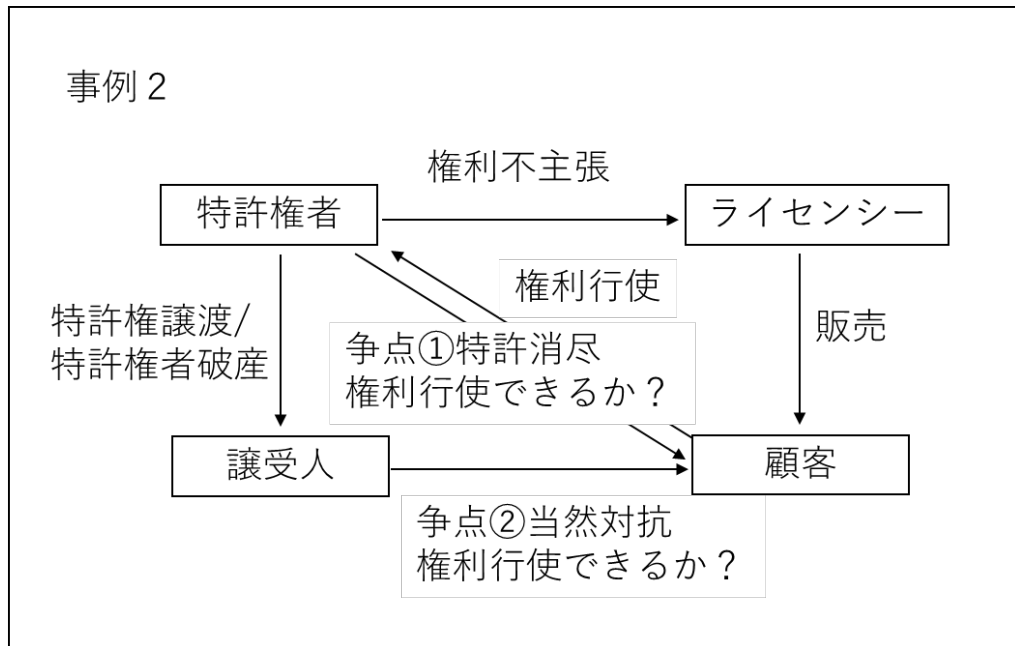 事例２
権利不主張
特許権者
ライセンシー
権利行使
特許権譲渡/
特許権者破産
販売
争点①特許消尽
権利行使できるか？
譲受人
顧客
争点②当然対抗
権利行使できるか？